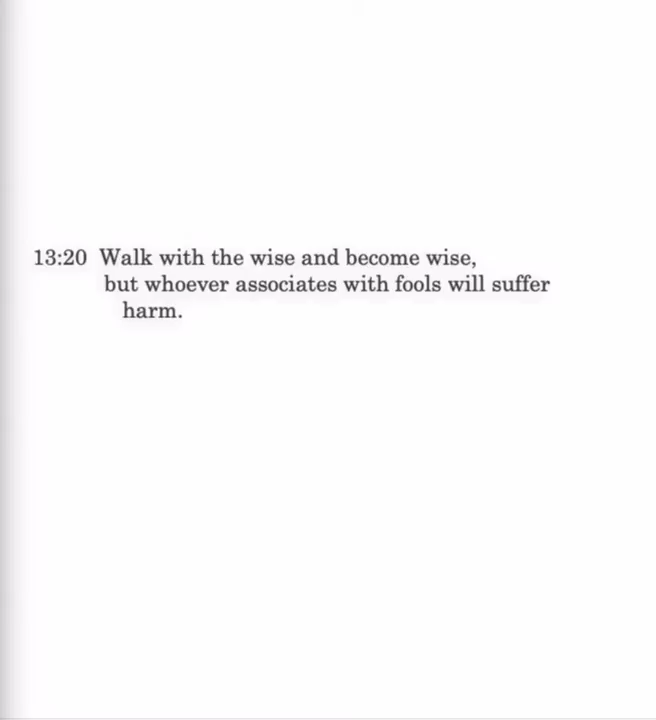 13:20 Walk with the wise and become wise,
but whoever associates with fools will suffer
harm.